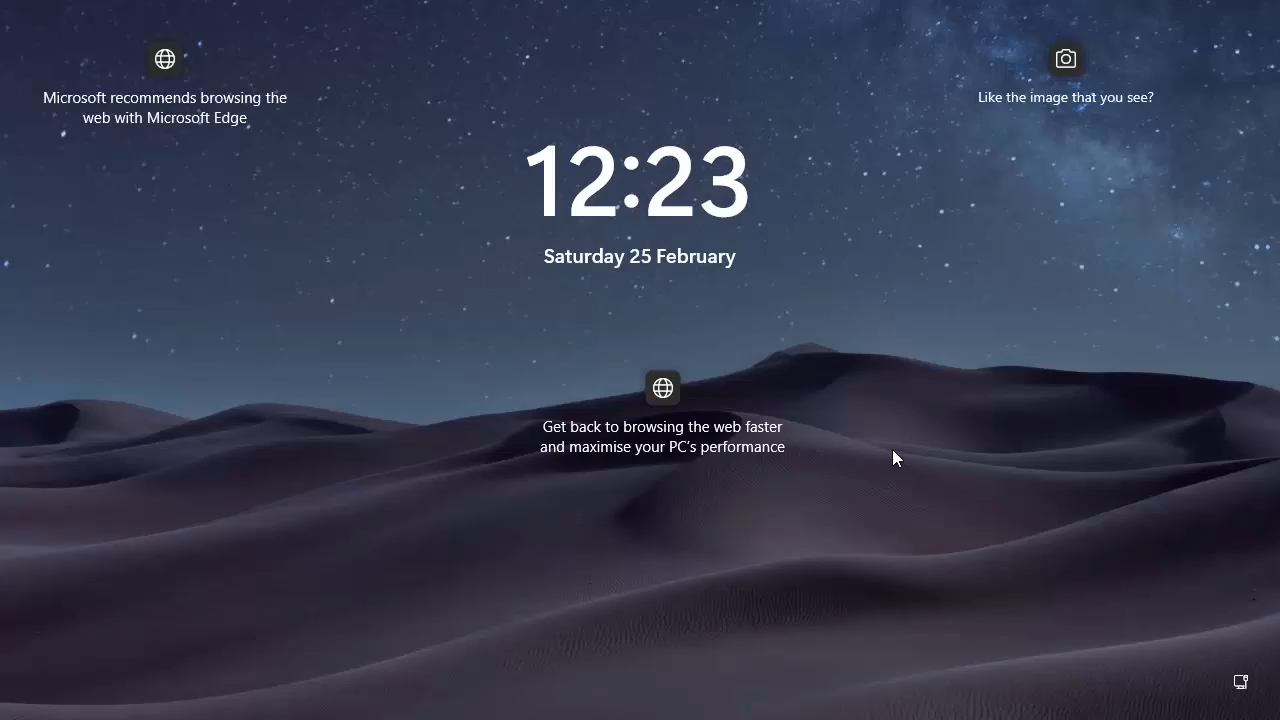 Microsoft recommends browsing the
web with Microsoft Edge
Like the image that you see?
12:23
Saturday 25 February
Get back to browsing the web faster
and maximise your PC's performance